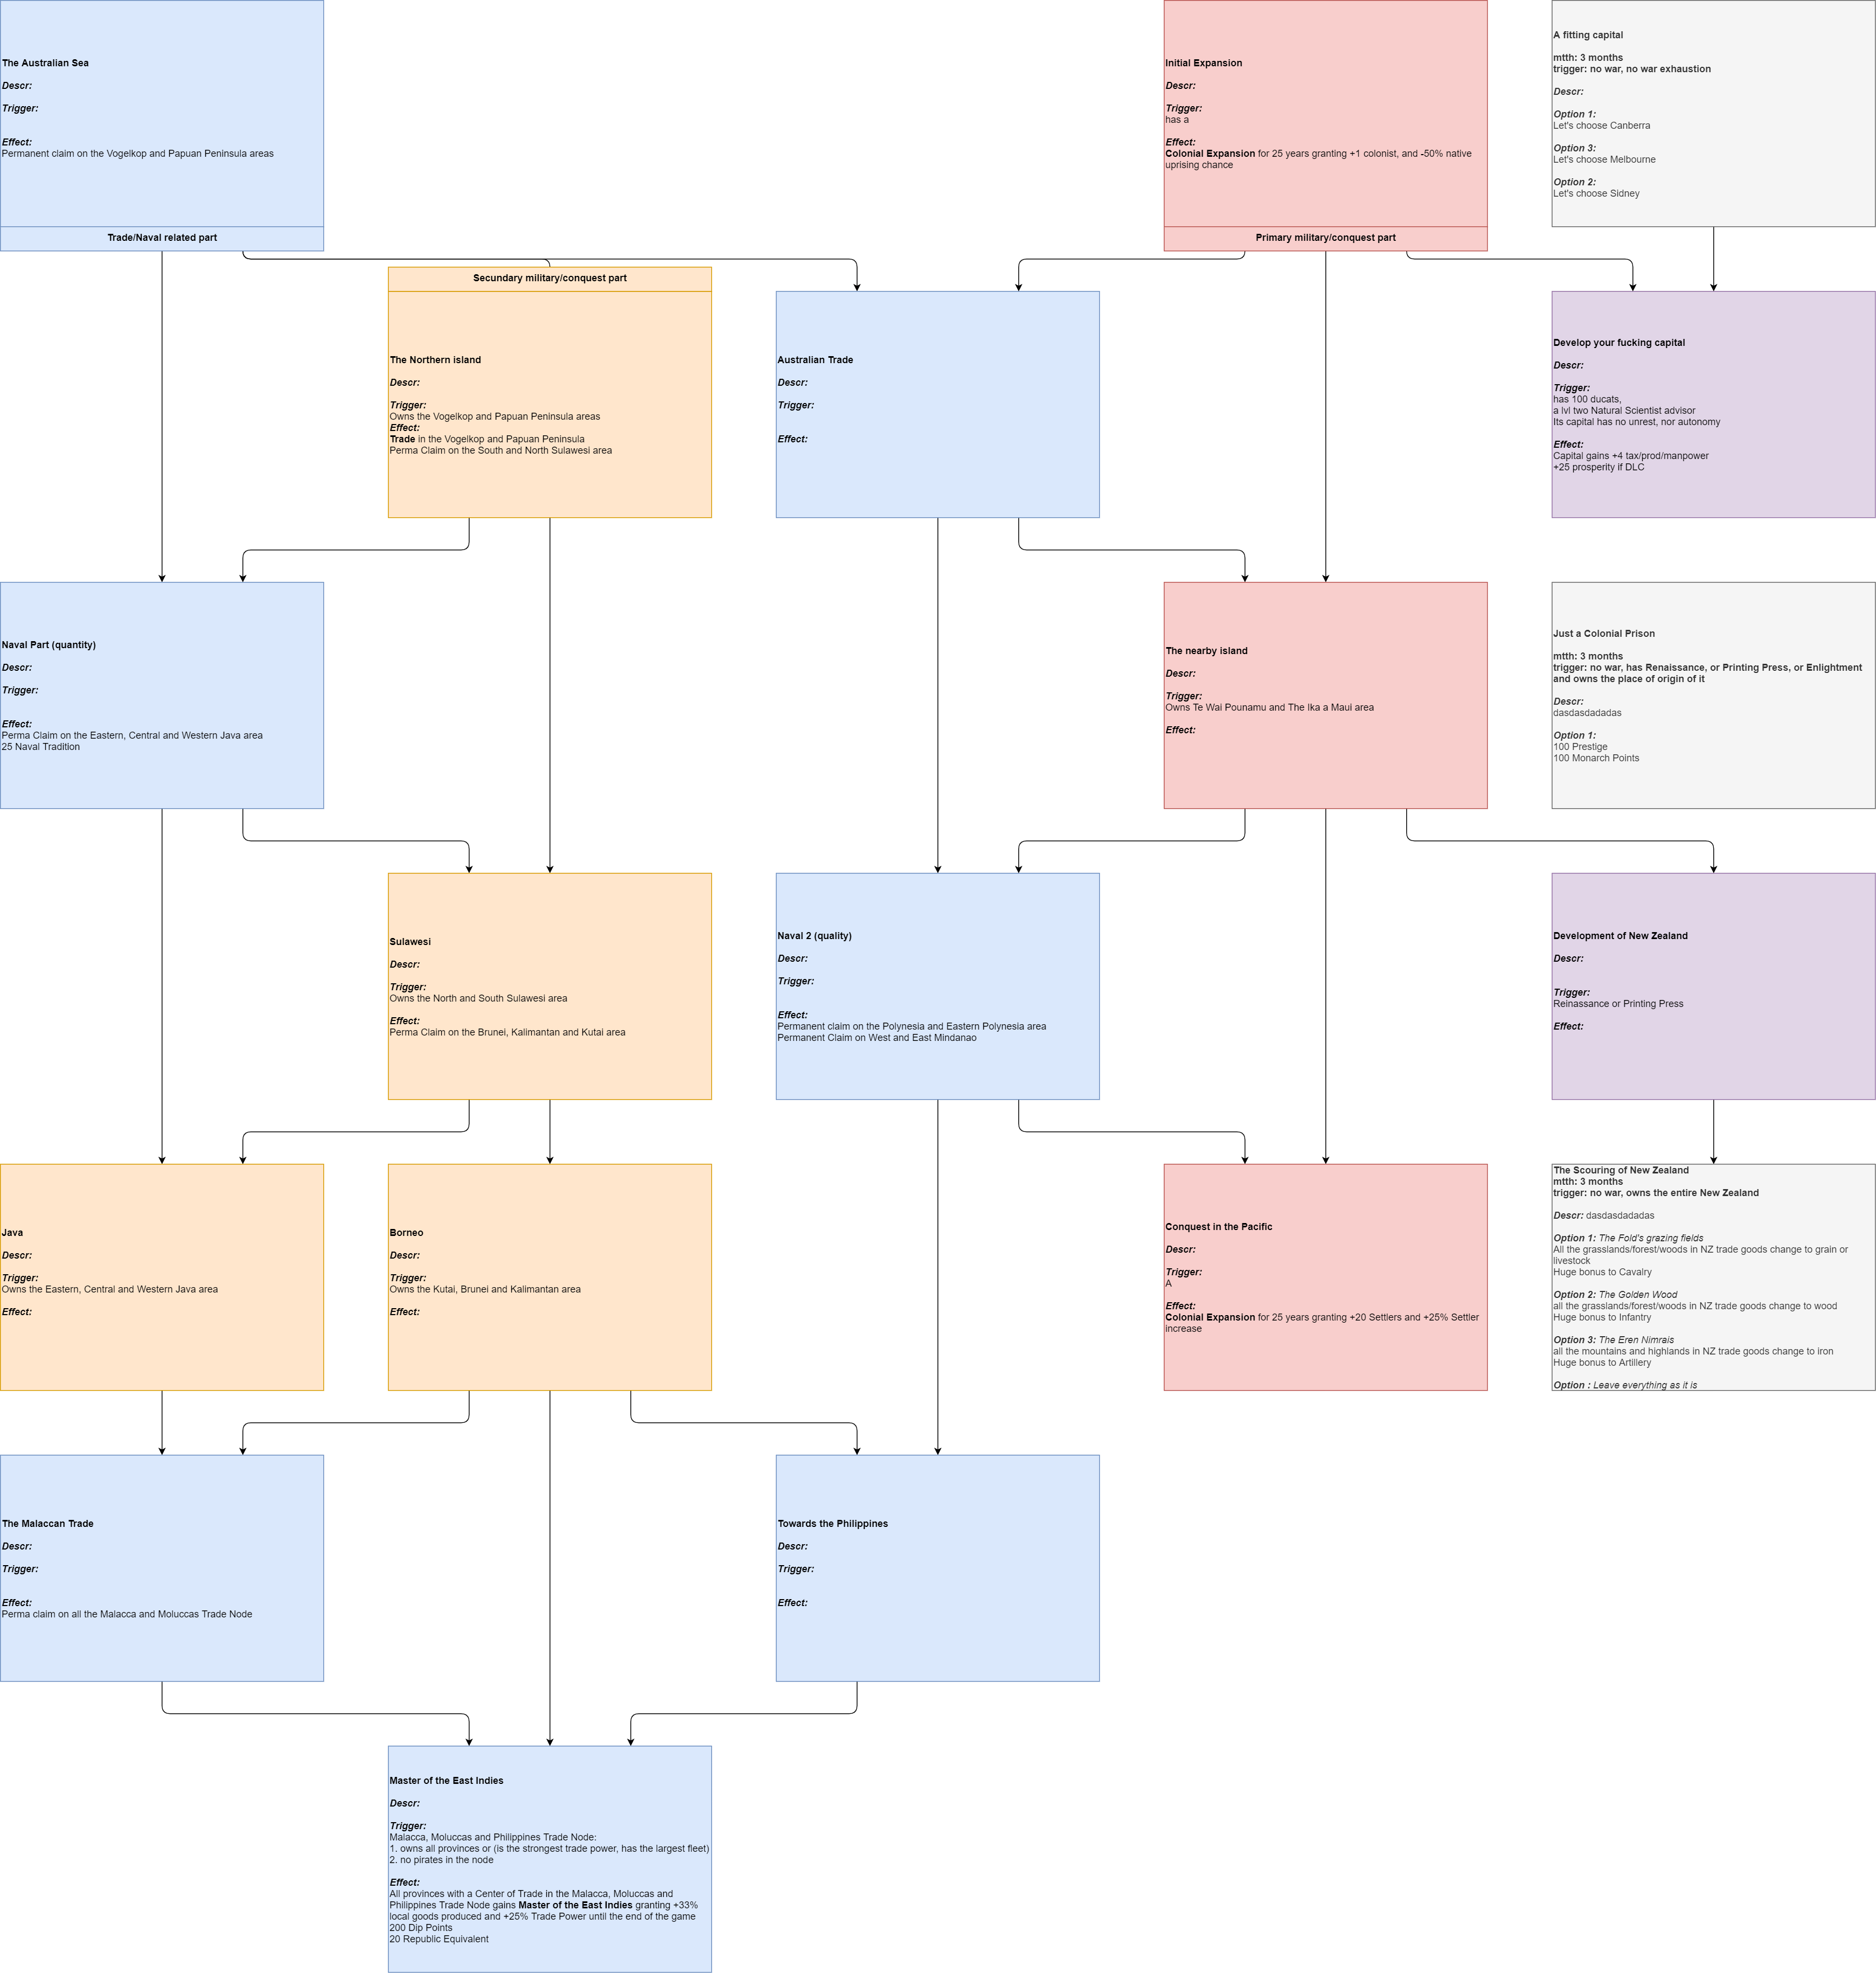 The Australian Sea
Descr:
Trigger:
Effect:
Permanent claim on the Vogelkop and Papuan Peninsula areas
Trade/Naval related part
Initial Expansion
Descr:
Trigger:
has a
Effect:
Colonial Expansion for 25 years granting +1 colonist, and -50% native
uprising chance
Primary military/conquest part
A fitting capital
mtth: 3 months
trigger: no war, no war exhaustion
Descr:
Option 1:
Let's choose Canberra
Option 3:
Let's choose Melbourne
Option 2:
Let's choose Sidney
Secundary military/conquest part
The Northern island
Descr:
Trigger:
Owns the Vogelkop and Papuan Peninsula areas
Effect:
Trade in the Vogelkop and Papuan Peninsula
Perma Claim on the South and North Sulawesi area
Australian Trade
Descr:
Trigger:
Effect:
Develop your fucking capital
Descr:
Trigger:
has 100 ducats,
a lvl two Natural Scientist advisor
Its capital has no unrest, nor autonomy
Effect:
Capital gains +4 tax/prod/manpower
+25 prosperity if DLC
Naval Part (quantity)
Descr:
Trigger:
Effect:
Perma Claim on the Eastern, Central and Western Java area
25 Naval Tradition
The nearby island
Descr:
Trigger:
Owns Te Wai Pounamu and The Ika a Maui area
Effect:
Just a Colonial Prison
mtth: 3 months
trigger: no war, has Renaissance, or Printing Press, or Enlightment
and owns the place of origin of it
Descr:
dasdasdadadas
Option 1:
100 Prestige
100 Monarch Points
Sulawesi
Descr:
Trigger:
Owns the North and South Sulawesi area
Effect:
Perma Claim on the Brunei, Kalimantan and Kutai area
Naval 2 (quality)
Descr:
Trigger:
Effect:
Permanent claim on the Polynesia and Eastern Polynesia area
Permanent Claim on West and East Mindanao
Development of New Zealand
Descr:
Trigger:
Reinassance or Printing Press
Effect:
Java
Descr:
Trigger:
Owns the Eastern, Central and Western Java area
Effect:
Borneo
Descr:
Trigger:
Owns the Kutai, Brunei and Kalimantan area
Effect:
Conquest in the Pacific
Descr:
Trigger:
A
Effect:
Colonial Expansion for 25 years granting +20 Settlers and +25% Settler
increase
The Scouring of New Zealand
mtth: 3 months
trigger: no war, owns the entire New Zealand
Descr: dasdasdadadas
Option 1: The Fold's grazing fields
All the grasslands/forest/woods in NZ trade goods change to grain or
livestock
Huge bonus to Cavalry
Option 2: The Golden Wood
all the grasslands/forest/woods in NZ trade goods change to wood
Huge bonus to Infantry
Option 3: The Eren Nimrais
all the mountains and highlands in NZ trade goods change to iron
Huge bonus to Artillery
Option : Leave everything as it is
The Malaccan Trade
Descr:
Trigger:
Effect:
Perma claim on all the Malacca and Moluccas Trade Node
Towards the Philippines
Descr:
Trigger:
Effect:
Master of the East Indies
Descr:
Trigger:
Malacca, Moluccas and Philippines Trade Node:
1. owns all provinces or (is the strongest trade power, has the largest fleet)
2. no pirates in the node
Effect:
All provinces with a Center of Trade in the Malacca, Moluccas and
Philippines Trade Node gains Master of the East Indies granting +33%
local goods produced and +25% Trade Power until the end of the game
200 Dip Points
20 Republic Equivalent